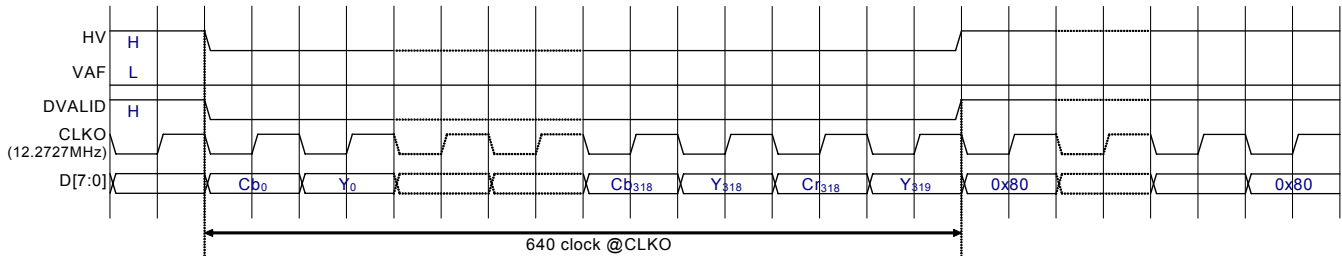 HV H
VAF L
DVALID H
CLKO
(12.2727MHz)
D[7:0] Cb₀ Y₀ Cb₃₁₈ Y₃₁₈ Cr₃₁₈ Y₃₁₉ 0x80 0x80
640 clock @CLKO